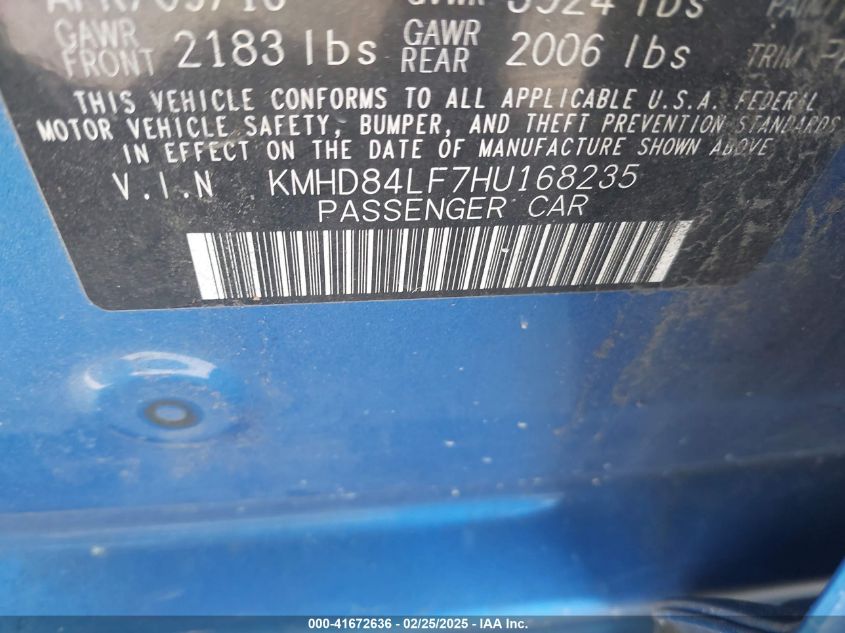 GAWR FRONT 2183 lbs GAWR REAR 2006 lbs TRIM
THIS VEHICLE CONFORMS TO ALL APPLICABLE U.S.A. FEDERAL
MOTOR VEHICLE SAFETY, BUMPER, AND THEFT PREVENTION STANDARDS
IN EFFECT ON THE DATE OF MANUFACTURE SHOWN ABOVE
V.I.N KMHD84LF7HU168235
PASSENGER CAR
000-41672636 - 02/25/2025 - IAA Inc.